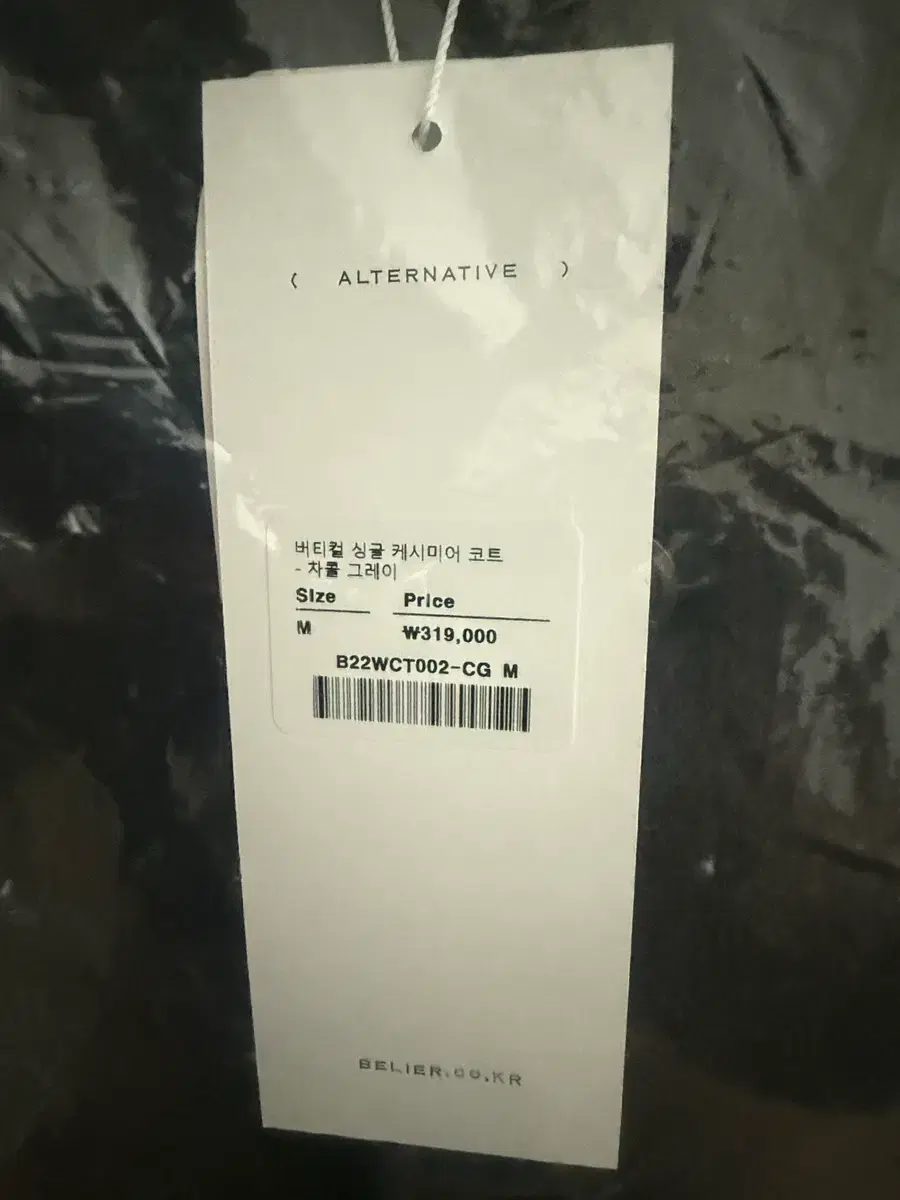 ( ALTERNATIVE )
버티컬 싱글 케시미어 코트
- 차콜 그레이
Size Price
M ₩319,000
B22WCT002-CG M
BELIER.CO.KR